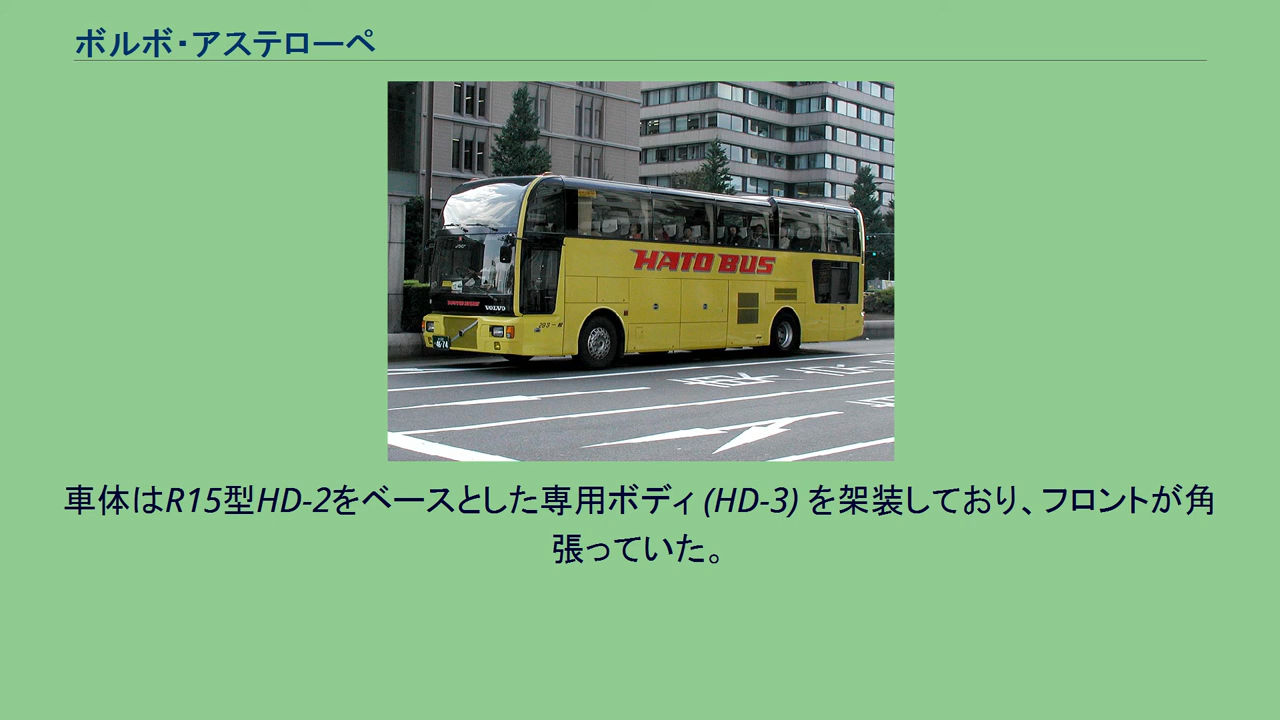 ボルボ・アステローペ
HATO BUS
VOLVO
車体はR15型HD-2をベースとした専用ボディ (HD-3) を架装しており、フロントが角
張っていた。